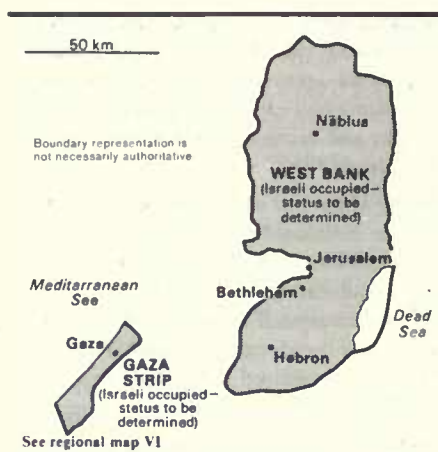 50 km
Boundary representation is
not necessarily authoritative
Nāblus
WEST BANK
(Israeli occupied—
status to be
determined)
Jerusalem
Bethlehem
Mediterranean
Sea
Dead
Sea
Gaza
Hebron
GAZA
STRIP
(Israeli occupied—
status to be
determined)
See regional map VI